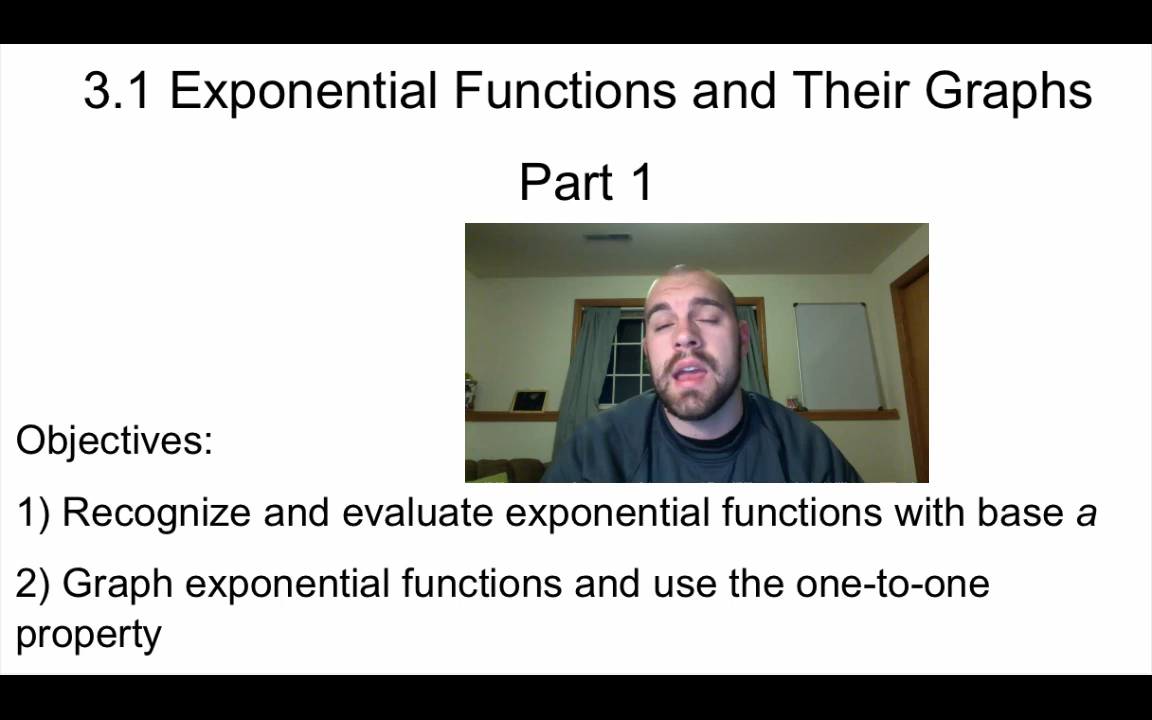 3.1 Exponential Functions and Their Graphs
Part 1
Objectives:
1) Recognize and evaluate exponential functions with base a
2) Graph exponential functions and use the one-to-one
property